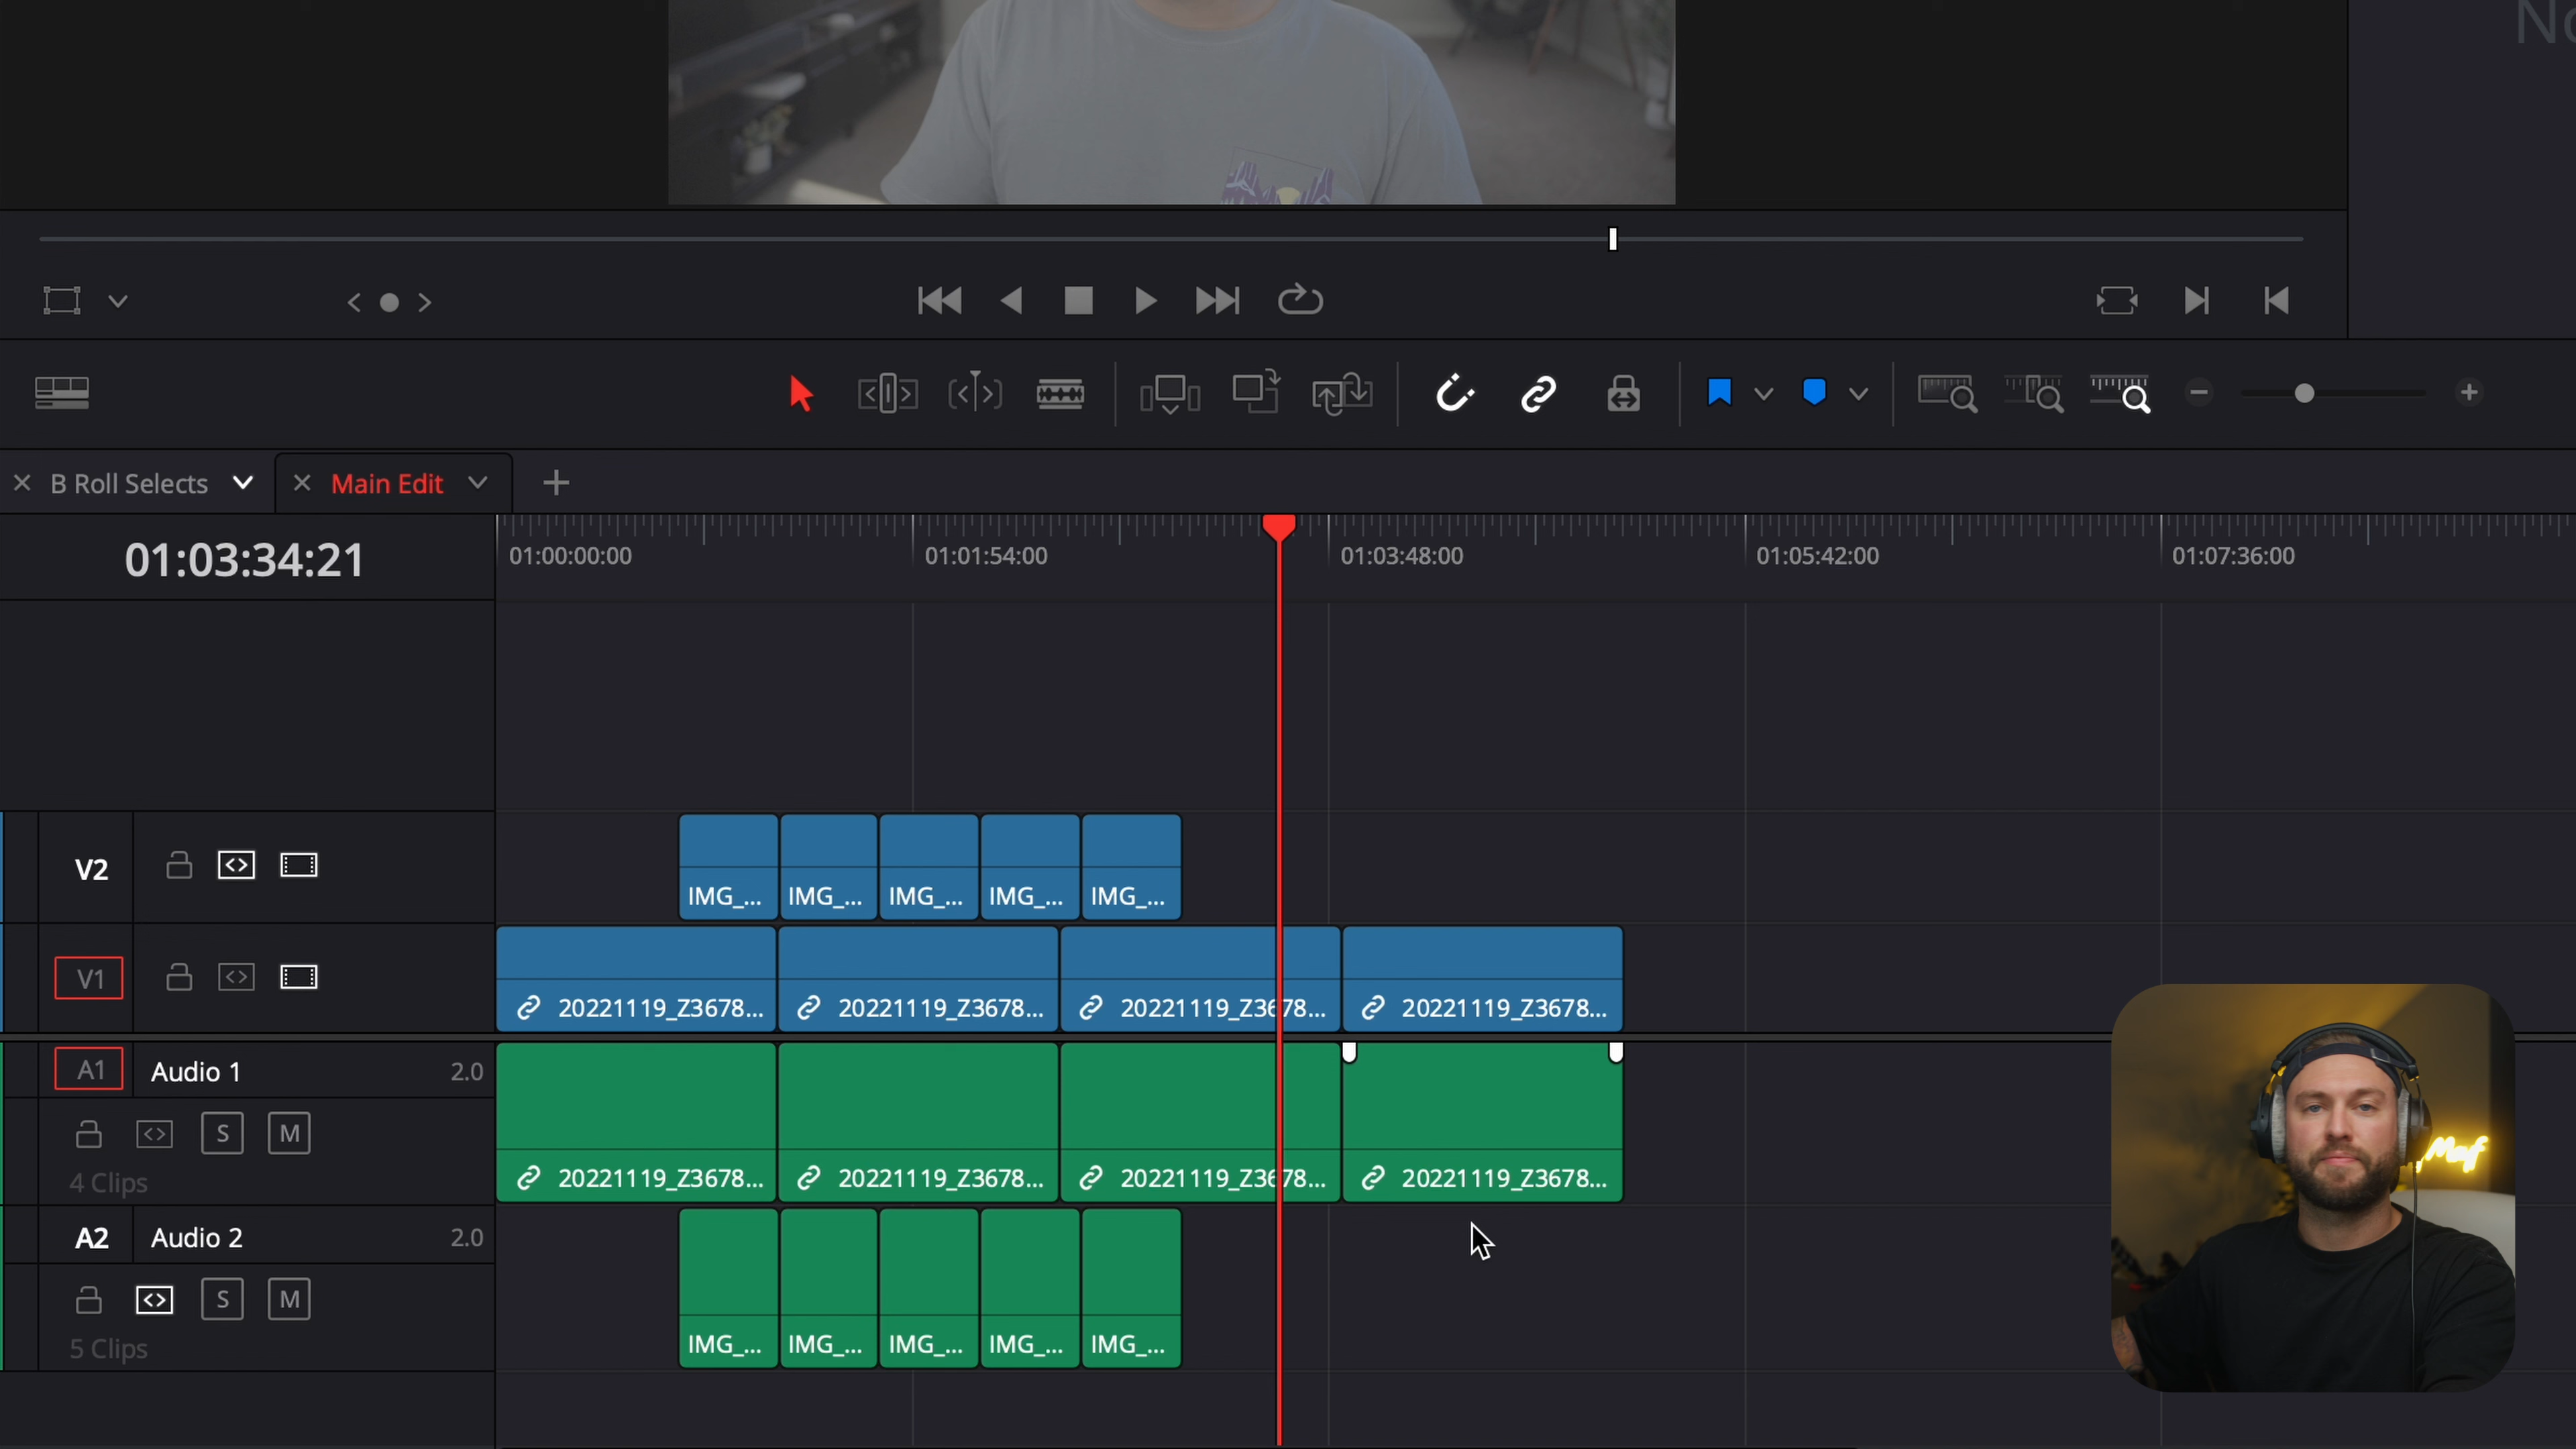 No
B Roll Selects
Main Edit
01:03:34:21
01:00:00:00
01:01:54:00
01:03:48:00
01:05:42:00
01:07:36:00
V2
IMG_...
IMG_...
IMG_...
IMG_...
IMG_...
V1
20221119_Z3678...
20221119_Z3678...
20221119_Z3678...
20221119_Z3678...
A1
Audio 1
2.0
S
M
4 Clips
20221119_Z3678...
20221119_Z3678...
20221119_Z3678...
20221119_Z3678...
A2
Audio 2
2.0
S
M
5 Clips
IMG_...
IMG_...
IMG_...
IMG_...
IMG_...